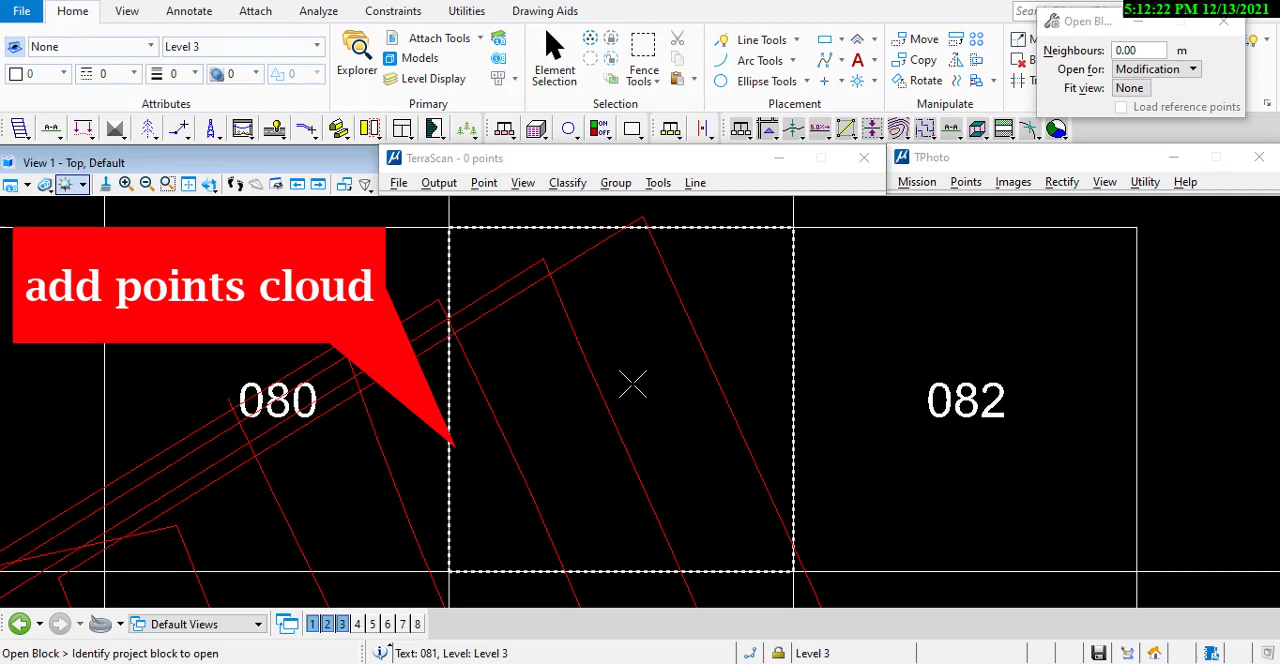 File Home View Annotate Attach Analyze Constraints Utilities Drawing Aids
5:12:22 PM 12/13/2021
Open Bl...
None Level 3
Explorer
Attach Tools
Models
Level Display
Element
Selection
Fence
Tools
Line Tools
Arc Tools
Ellipse Tools
Move
Copy
Rotate
Neighbours: 0.00 m
Open for: Modification
Fit view: None
Load reference points
0 0 0 0 0
Attributes Primary Selection Placement Manipulate
View 1 - Top, Default
TerraScan - 0 points
TPhoto
File Output Point View Classify Group Tools Line
Mission Points Images Rectify View Utility Help
add points cloud
080
082
Default Views
1 2 3 4 5 6 7 8
Open Block > Identify project block to open
Text: 081, Level: Level 3
Level 3